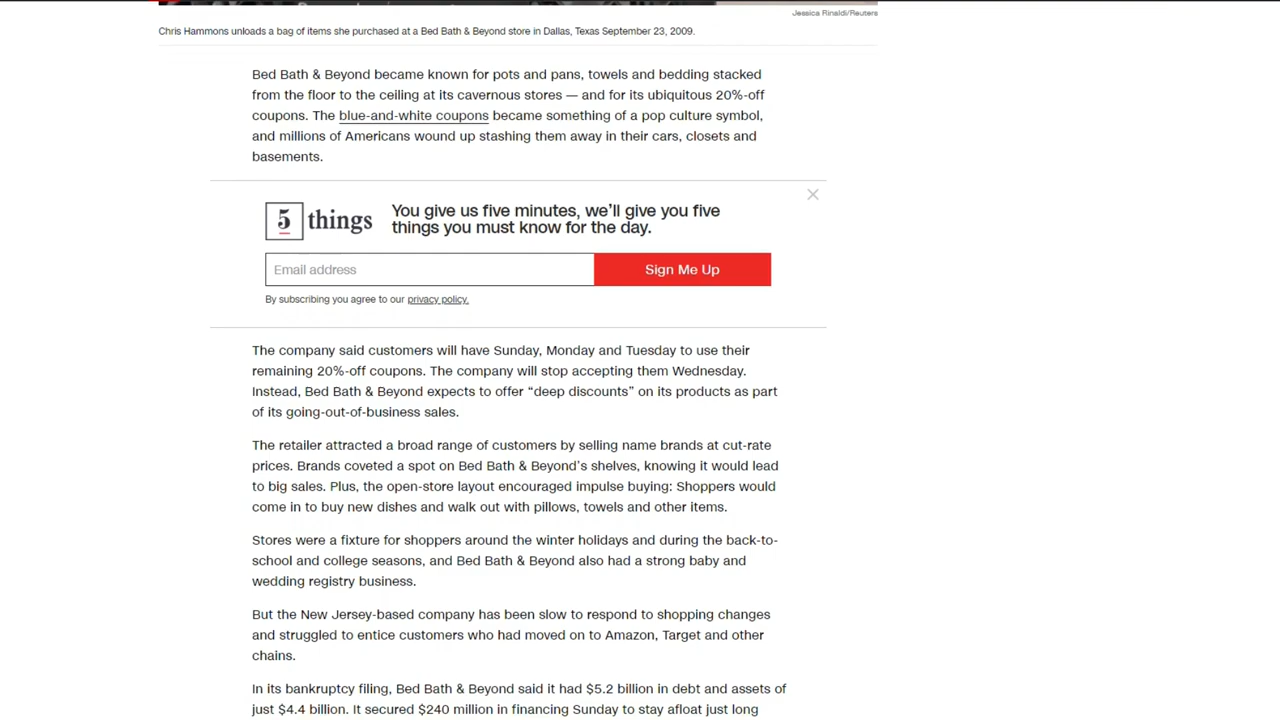 Jessica Rinaldi/Reuters
Chris Hammons unloads a bag of items she purchased at a Bed Bath & Beyond store in Dallas, Texas September 23, 2009.
Bed Bath & Beyond became known for pots and pans, towels and bedding stacked
from the floor to the ceiling at its cavernous stores — and for its ubiquitous 20%-off
coupons. The blue-and-white coupons became something of a pop culture symbol,
and millions of Americans wound up stashing them away in their cars, closets and
basements.
5 things
You give us five minutes, we’ll give you five
things you must know for the day.
Email address
Sign Me Up
By subscribing you agree to our privacy policy.
The company said customers will have Sunday, Monday and Tuesday to use their
remaining 20%-off coupons. The company will stop accepting them Wednesday.
Instead, Bed Bath & Beyond expects to offer “deep discounts” on its products as part
of its going-out-of-business sales.
The retailer attracted a broad range of customers by selling name brands at cut-rate
prices. Brands coveted a spot on Bed Bath & Beyond’s shelves, knowing it would lead
to big sales. Plus, the open-store layout encouraged impulse buying: Shoppers would
come in to buy new dishes and walk out with pillows, towels and other items.
Stores were a fixture for shoppers around the winter holidays and during the back-to-
school and college seasons, and Bed Bath & Beyond also had a strong baby and
wedding registry business.
But the New Jersey-based company has been slow to respond to shopping changes
and struggled to entice customers who had moved on to Amazon, Target and other
chains.
In its bankruptcy filing, Bed Bath & Beyond said it had $5.2 billion in debt and assets of
just $4.4 billion. It secured $240 million in financing Sunday to stay afloat just long